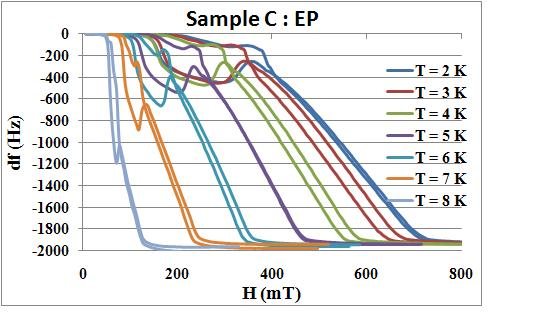 Sample C : EP
0
-200
-400
-600
-800
-1000
-1200
-1400
-1600
-1800
-2000
df (Hz)
T = 2 K
T = 3 K
T = 4 K
T = 5 K
T = 6 K
T = 7 K
T = 8 K
0 200 400 600 800
H (mT)